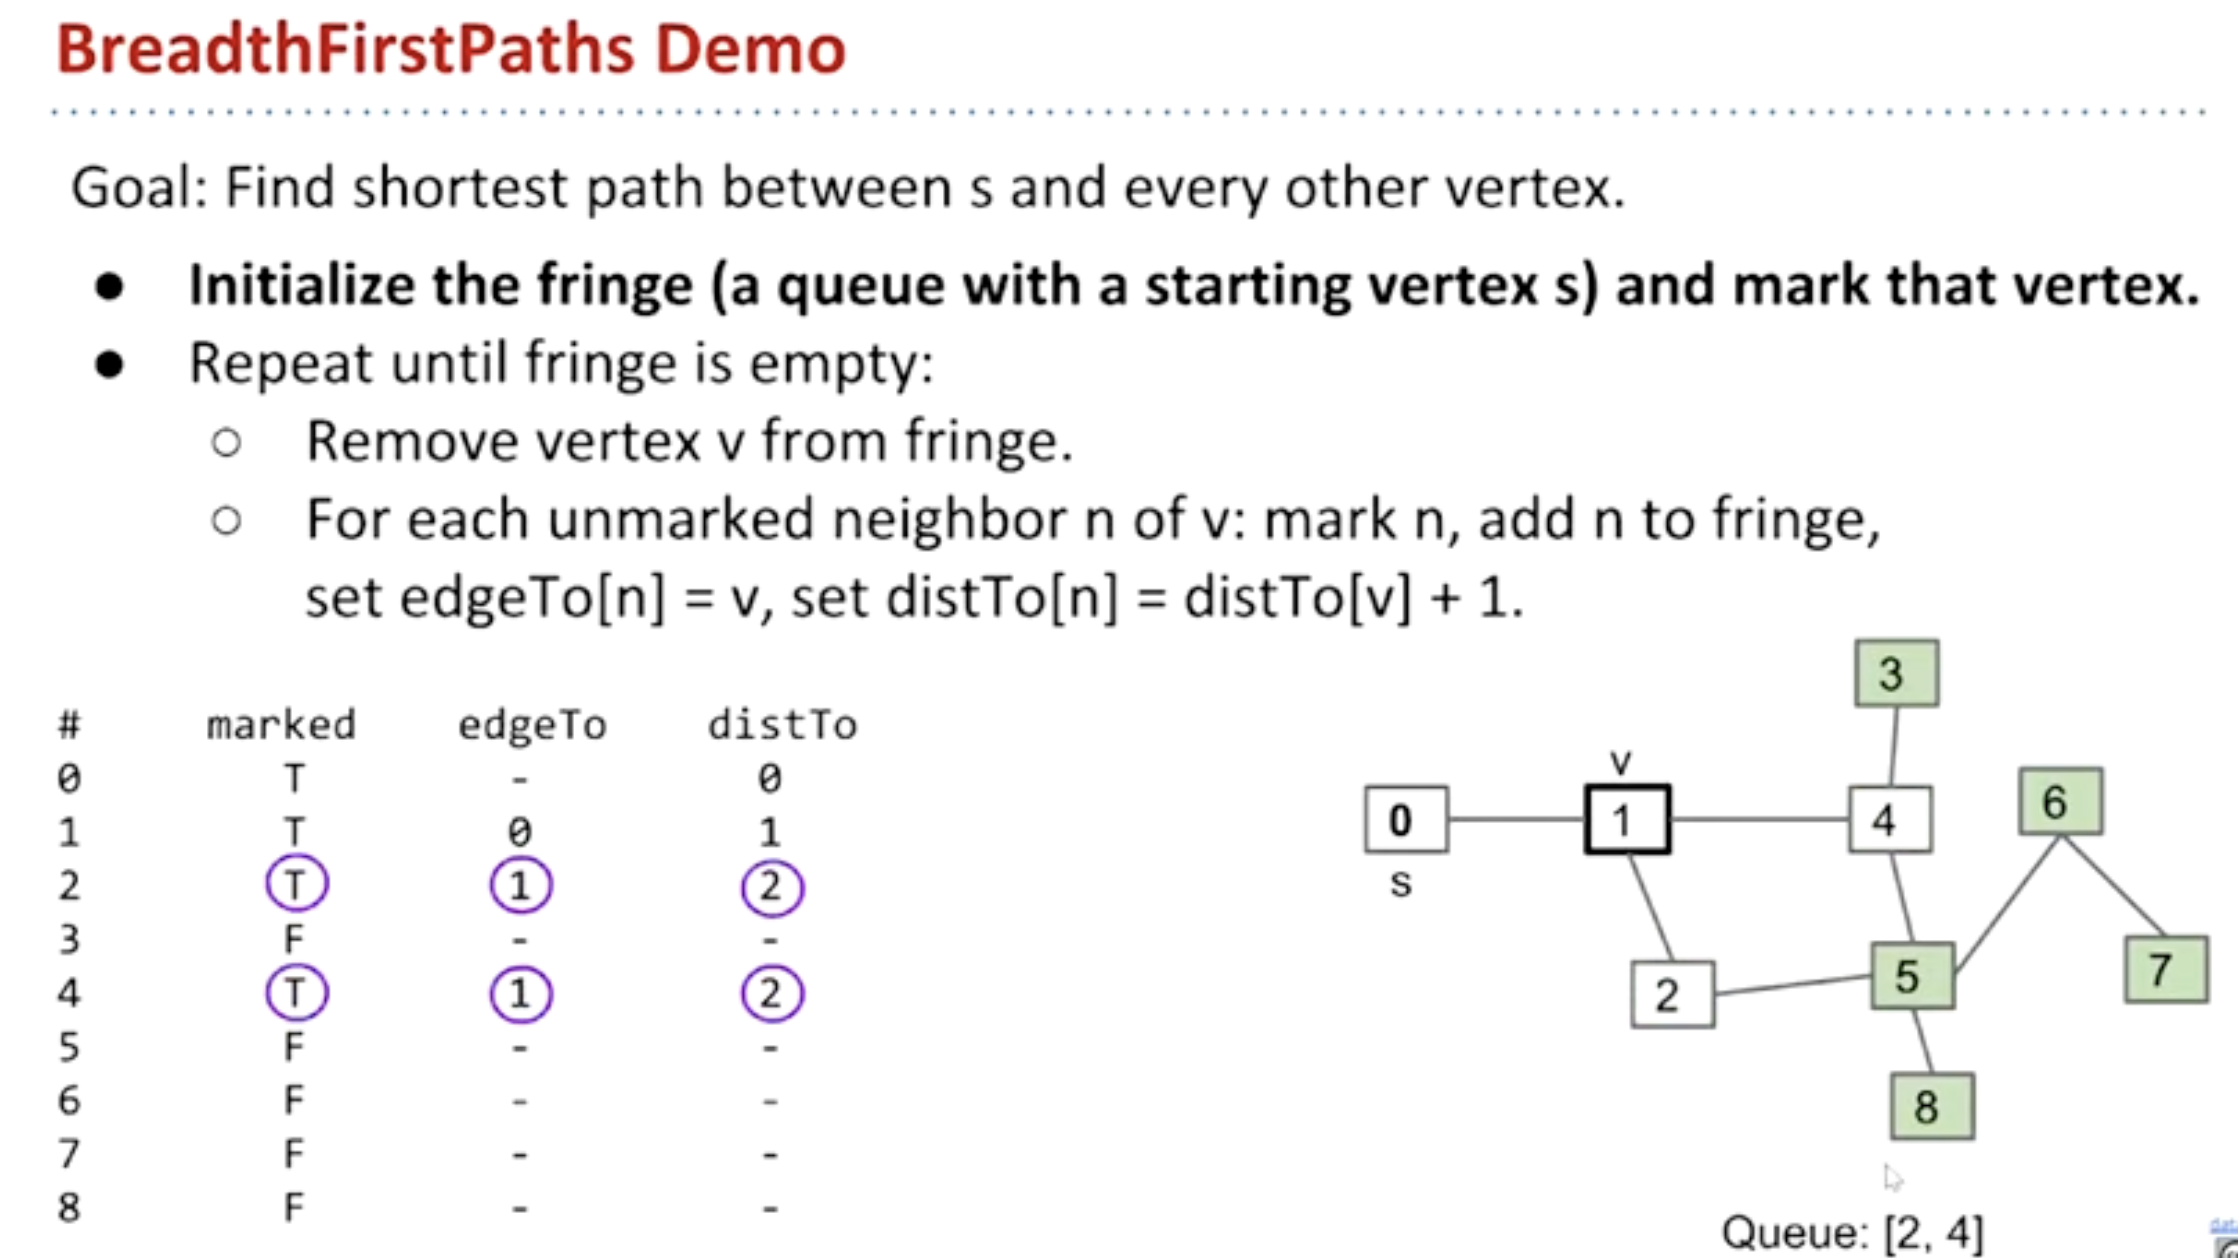 BreadthFirstPaths Demo
Goal: Find shortest path between s and every other vertex.
● Initialize the fringe (a queue with a starting vertex s) and mark that vertex.
● Repeat until fringe is empty:
○ Remove vertex v from fringe.
○ For each unmarked neighbor n of v: mark n, add n to fringe,
set edgeTo[n] = v, set distTo[n] = distTo[v] + 1.
# marked edgeTo distTo
0 T - 0
1 T 0 1
2 T 1 2
3 F - -
4 T 1 2
5 F - -
6 F - -
7 F - -
8 F - -
3
v
6
0 1 4
s
5
7
2
8
Queue: [2, 4]